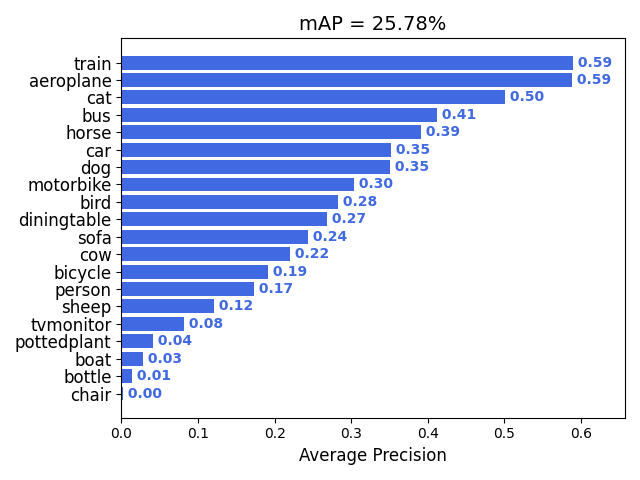 mAP = 25.78%
train 0.59
aeroplane 0.59
cat 0.50
bus 0.41
horse 0.39
car 0.35
dog 0.35
motorbike 0.30
bird 0.28
diningtable 0.27
sofa 0.24
cow 0.22
bicycle 0.19
person 0.17
sheep 0.12
tvmonitor 0.08
pottedplant 0.04
boat 0.03
bottle 0.01
chair 0.00
0.0 0.1 0.2 0.3 0.4 0.5 0.6
Average Precision